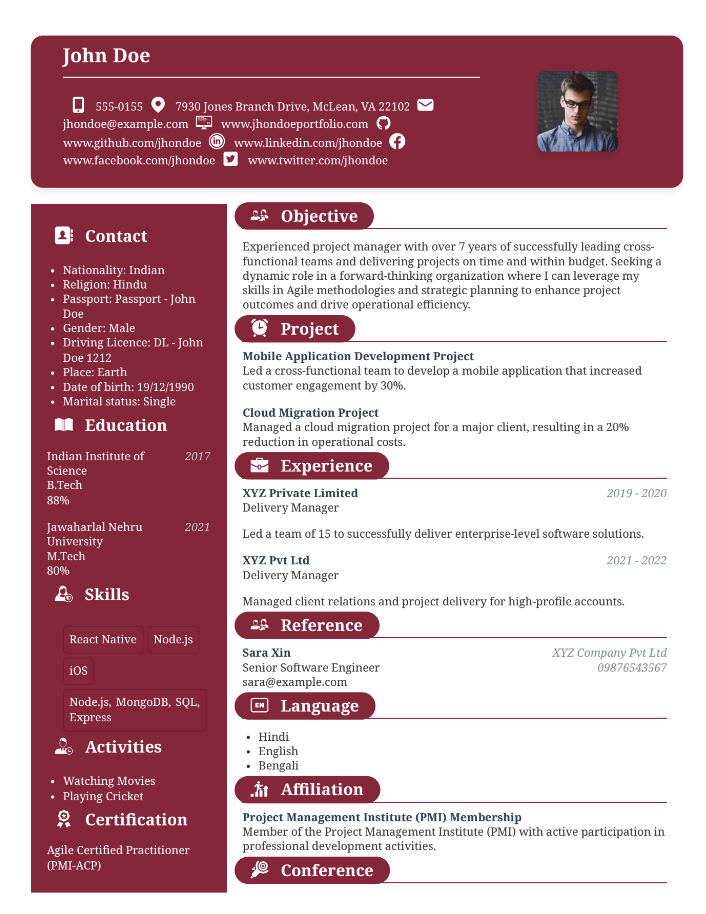 John Doe
555-0155 7930 Jones Branch Drive, McLean, VA 22102
jhondoe@example.com www.jhondoeportfolio.com
www.github.com/jhondoe www.linkedin.com/jhondoe
www.facebook.com/jhondoe www.twitter.com/jhondoe
Contact
• Nationality: Indian
• Religion: Hindu
• Passport: Passport - John
Doe
• Gender: Male
• Driving Licence: DL - John
Doe 1212
• Place: Earth
• Date of birth: 19/12/1990
• Marital status: Single
Education
Indian Institute of 2017
Science
B.Tech
88%
Jawaharlal Nehru 2021
University
M.Tech
80%
Skills
React Native Node.js
iOS
Node.js, MongoDB, SQL,
Express
Activities
• Watching Movies
• Playing Cricket
Certification
Agile Certified Practitioner
(PMI-ACP)
Objective
Experienced project manager with over 7 years of successfully leading cross-
functional teams and delivering projects on time and within budget. Seeking a
dynamic role in a forward-thinking organization where I can leverage my
skills in Agile methodologies and strategic planning to enhance project
outcomes and drive operational efficiency.
Project
Mobile Application Development Project
Led a cross-functional team to develop a mobile application that increased
customer engagement by 30%.
Cloud Migration Project
Managed a cloud migration project for a major client, resulting in a 20%
reduction in operational costs.
Experience
XYZ Private Limited 2019 - 2020
Delivery Manager
Led a team of 15 to successfully deliver enterprise-level software solutions.
XYZ Pvt Ltd 2021 - 2022
Delivery Manager
Managed client relations and project delivery for high-profile accounts.
Reference
Sara Xin XYZ Company Pvt Ltd
Senior Software Engineer 09876543567
sara@example.com
Language
• Hindi
• English
• Bengali
Affiliation
Project Management Institute (PMI) Membership
Member of the Project Management Institute (PMI) with active participation in
professional development activities.
Conference